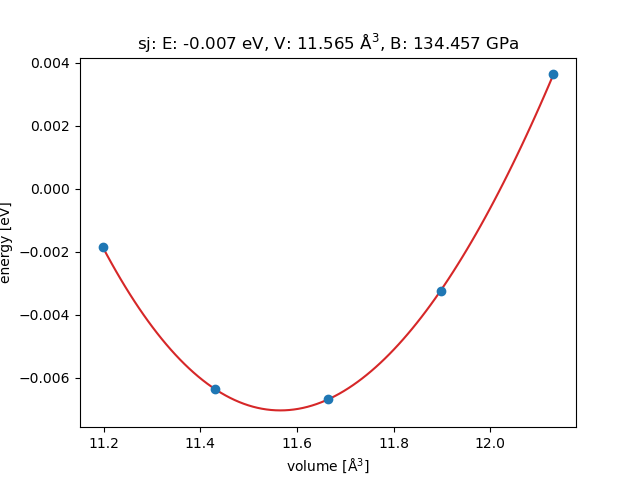 sj: E: -0.007 eV, V: 11.565 Å³, B: 134.457 GPa
energy [eV]
0.004
0.002
0.000
−0.002
−0.004
−0.006
11.2 11.4 11.6 11.8 12.0
volume [Å³]